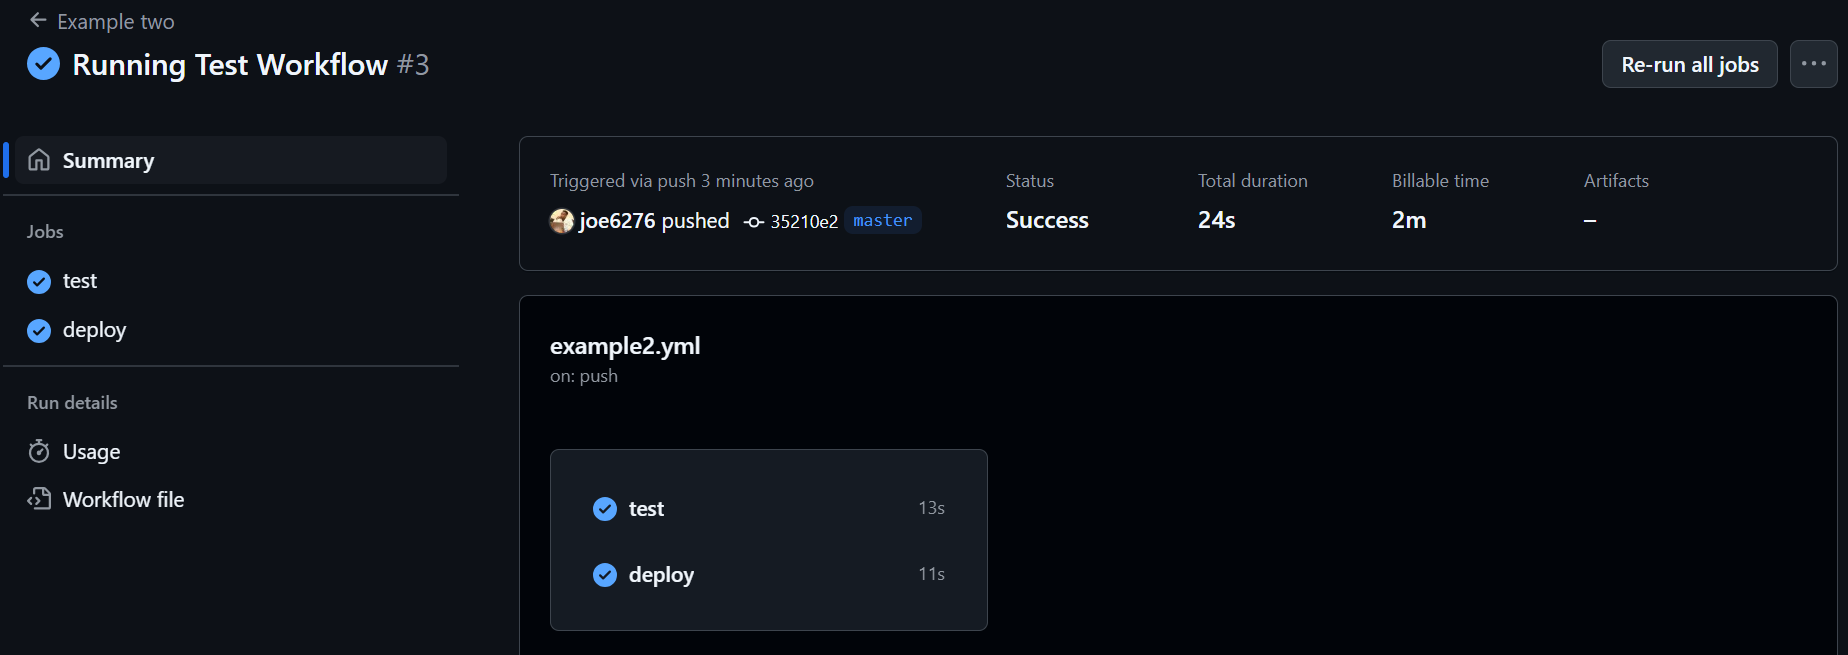 Example two
Running Test Workflow #3
Re-run all jobs
Summary
Jobs
test
deploy
Run details
Usage
Workflow file
Triggered via push 3 minutes ago
joe6276 pushed 35210e2 master
Status
Success
Total duration
24s
Billable time
2m
Artifacts
–
example2.yml
on: push
test 13s
deploy 11s